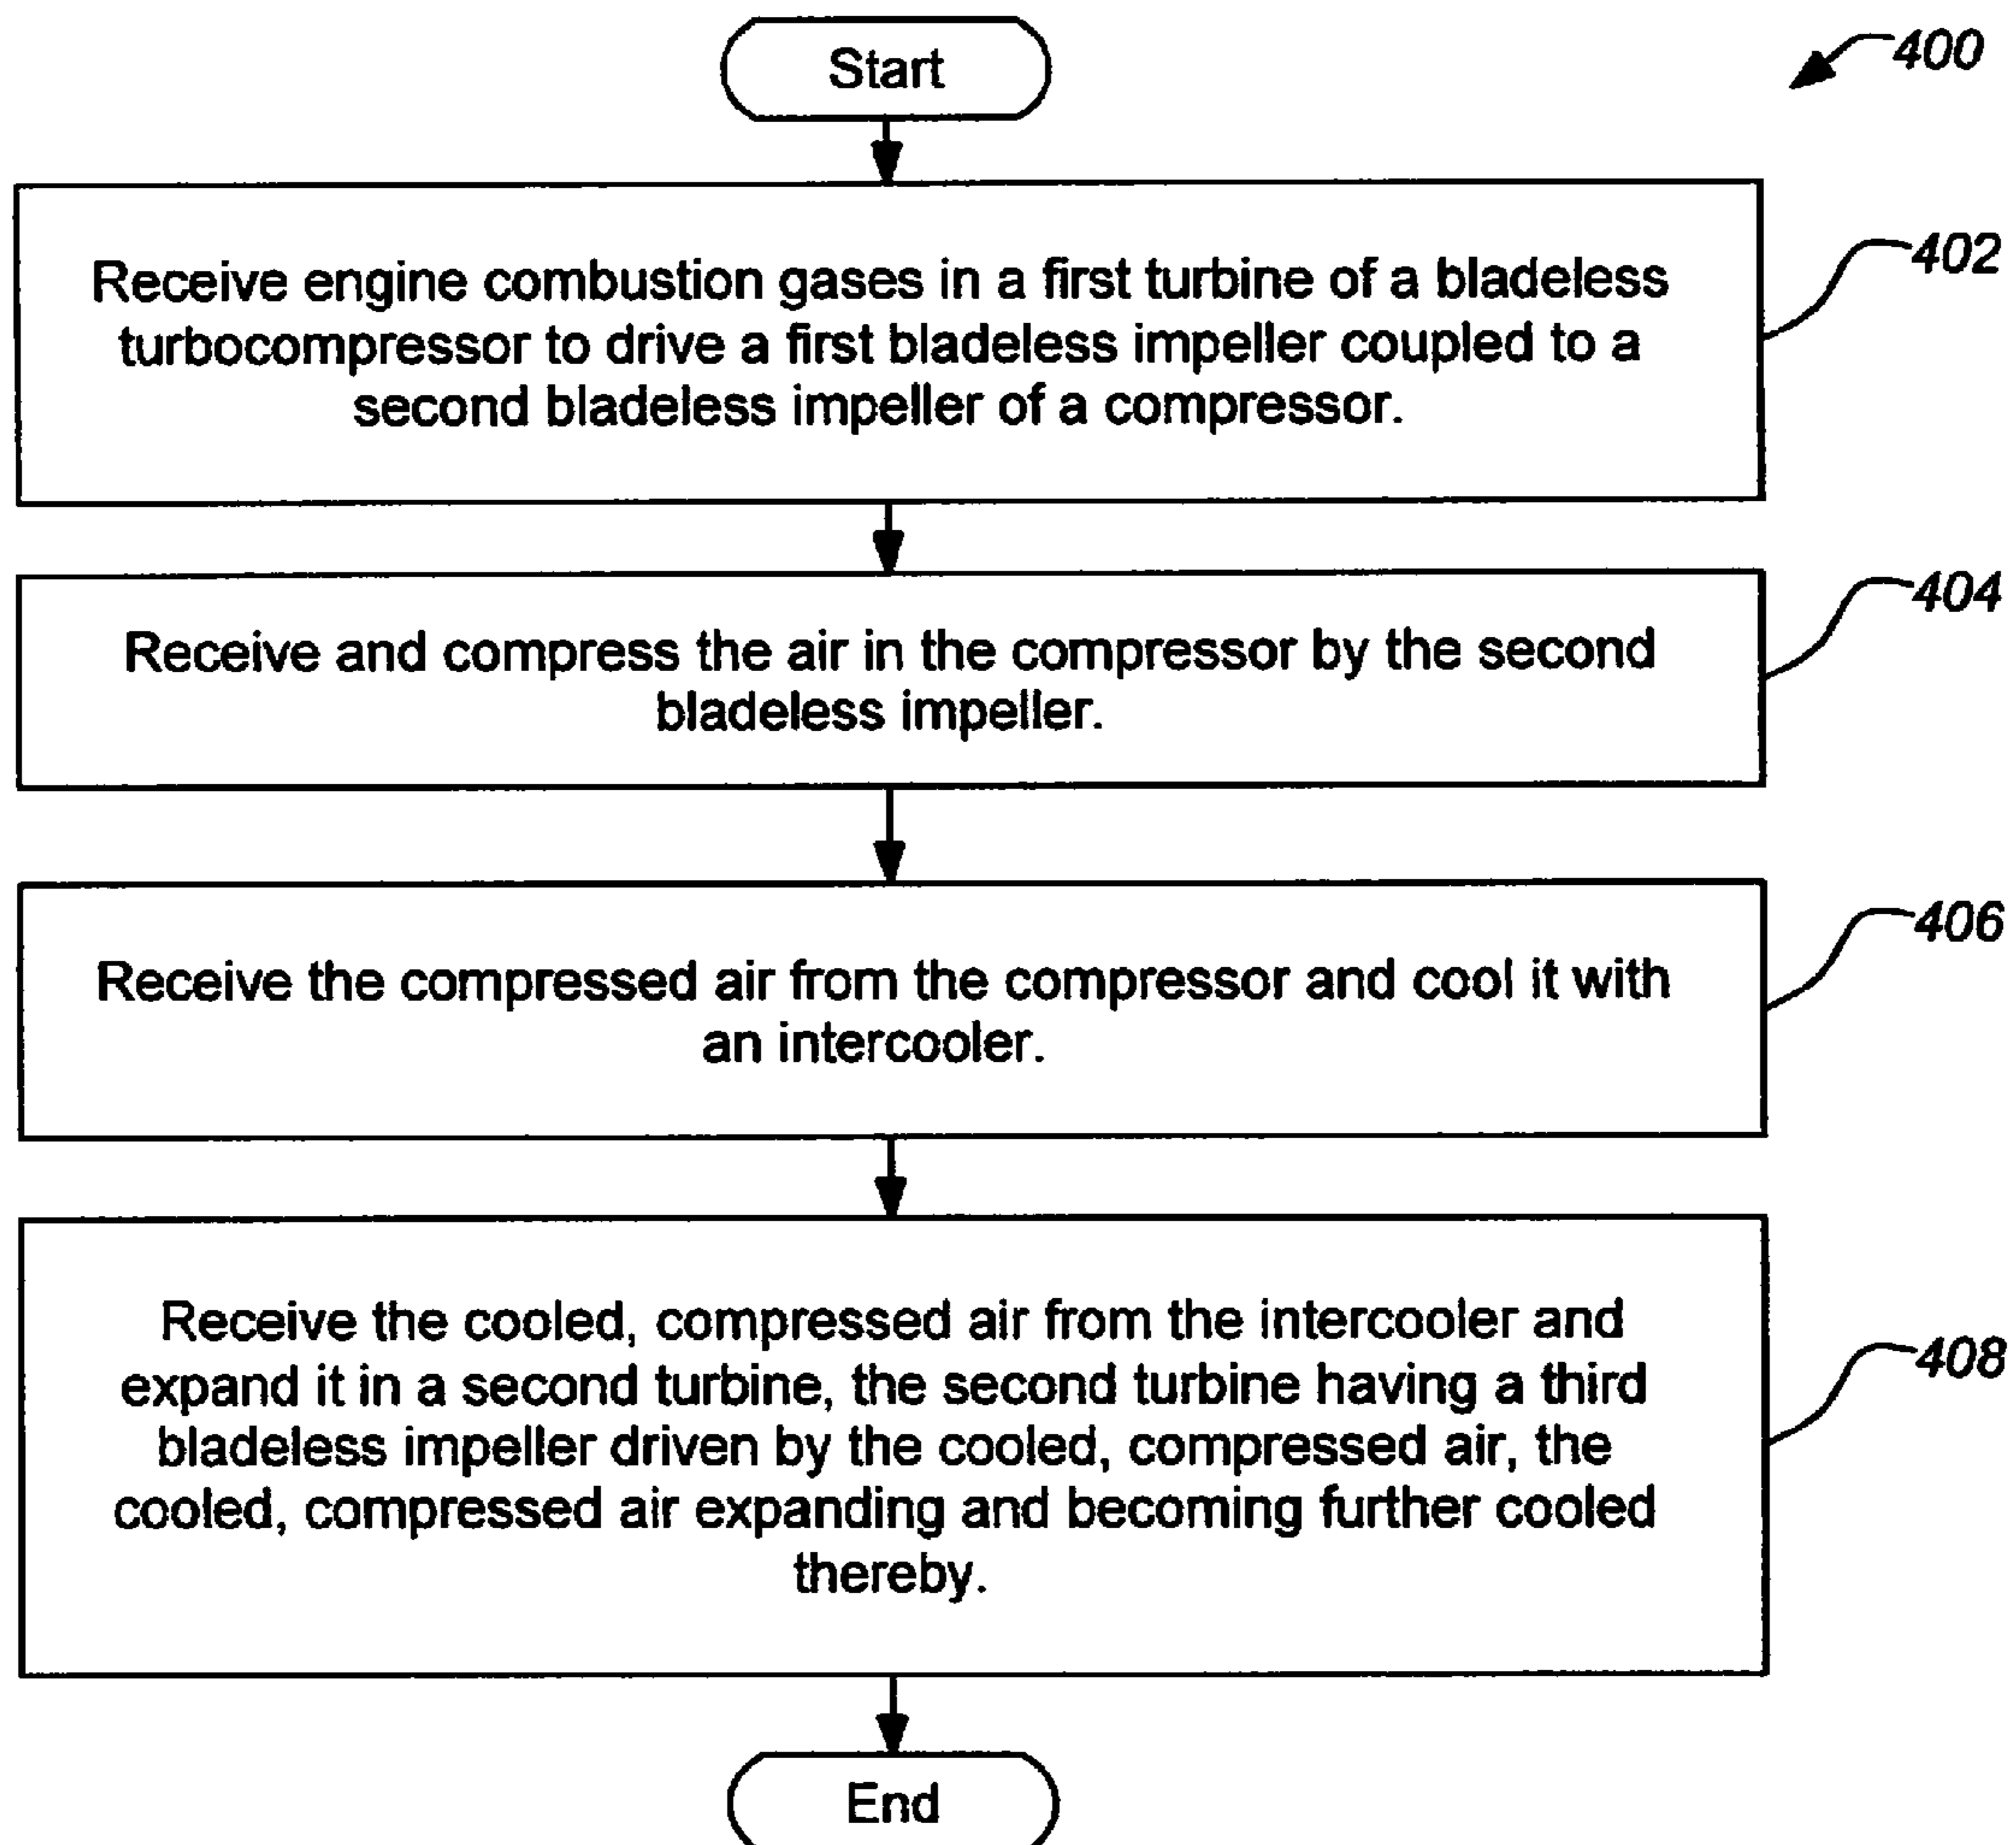 Start
400
Receive engine combustion gases in a first turbine of a bladeless
turbocompressor to drive a first bladeless impeller coupled to a
second bladeless impeller of a compressor.
402
Receive and compress the air in the compressor by the second
bladeless impeller.
404
Receive the compressed air from the compressor and cool it with
an intercooler.
406
Receive the cooled, compressed air from the intercooler and
expand it in a second turbine, the second turbine having a third
bladeless impeller driven by the cooled, compressed air, the
cooled, compressed air expanding and becoming further cooled
thereby.
408
End